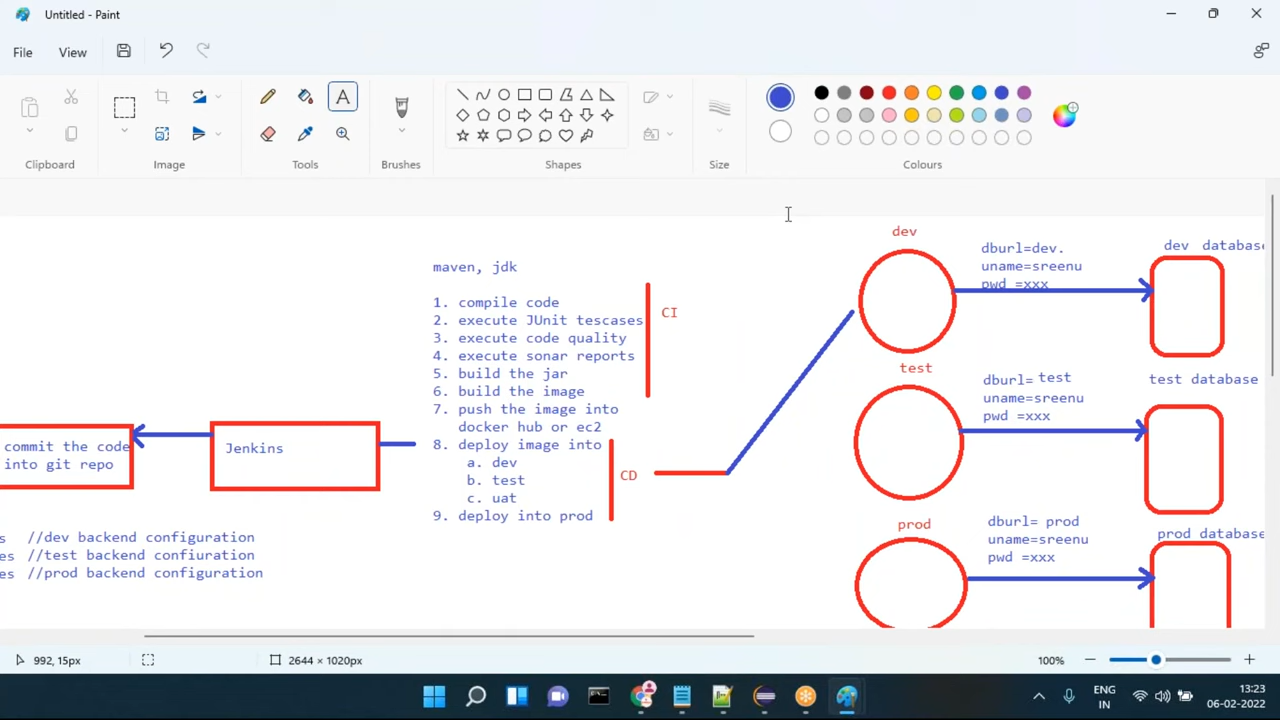 Untitled - Paint
File
View
Clipboard
Image
Tools
Brushes
Shapes
Size
Colours
A
maven, jdk
1. compile code
2. execute JUnit tescases
3. execute code quality
4. execute sonar reports
5. build the jar
6. build the image
7. push the image into
docker hub or ec2
8. deploy image into
a. dev
b. test
c. uat
9. deploy into prod
CI
CD
commit the code
into git repo
Jenkins
s //dev backend configuration
es //test backend confiuration
es //prod backend configuration
dev
dburl=dev.
uname=sreenu
pwd =xxx
dev database
test
dburl= test
uname=sreenu
pwd =xxx
test database
prod
dburl= prod
uname=sreenu
pwd =xxx
prod database
992, 15px
2644 × 1020px
100%
ENG
IN
13:23
06-02-2022